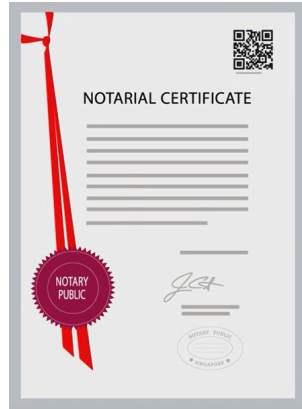 NOTARIAL CERTIFICATE
NOTARY
PUBLIC
NOTARY PUBLIC
SINGAPORE